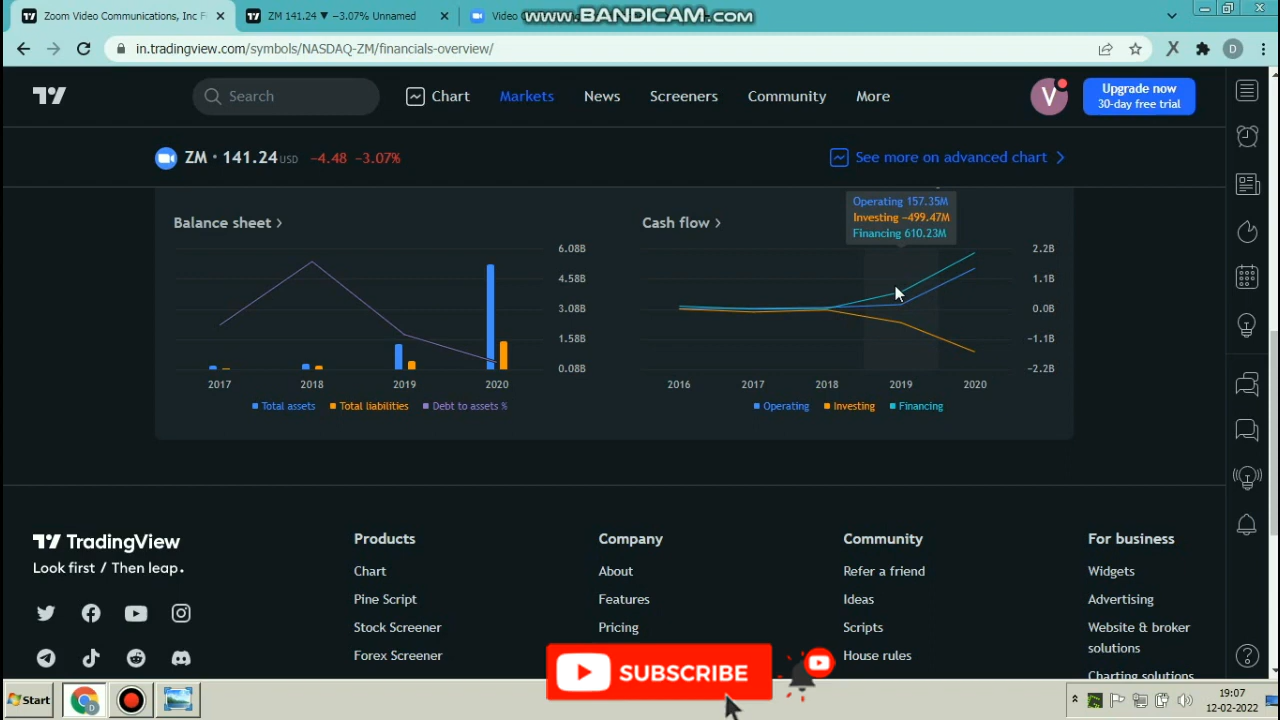 Zoom Video Communications, Inc Fi
ZM 141.24 ▼ −3.07% Unnamed
Video
www.BANDICAM.com
in.tradingview.com/symbols/NASDAQ-ZM/financials-overview/
D
Search
Chart
Markets
News
Screeners
Community
More
V
Upgrade now
30-day free trial
ZM · 141.24 USD −4.48 −3.07%
See more on advanced chart
Balance sheet
Cash flow
Operating 157.35M
Investing −499.47M
Financing 610.23M
6.08B
4.58B
3.08B
1.58B
0.08B
2017
2018
2019
2020
Total assets
Total liabilities
Debt to assets %
2.2B
1.1B
0.0B
−1.1B
−2.2B
2016
2017
2018
2019
2020
Operating
Investing
Financing
TradingView
Look first / Then leap.
Products
Chart
Pine Script
Stock Screener
Forex Screener
Company
About
Features
Pricing
Community
Refer a friend
Ideas
Scripts
House rules
For business
Widgets
Advertising
Website & broker
solutions
Charting solutions
SUBSCRIBE
Start
19:07
12-02-2022